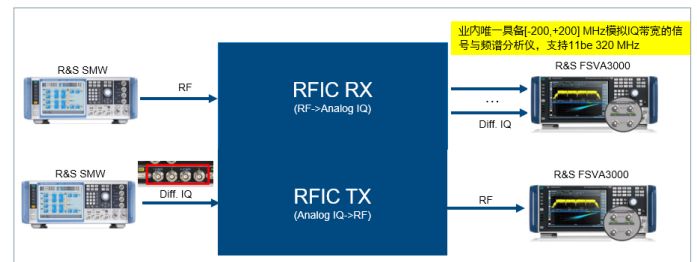 业内唯一具备[-200,+200] MHz模拟IQ带宽的信
号与频谱分析仪，支持11be 320 MHz
R&S SMW
RF
RFIC RX
(RF->Analog IQ)
...
Diff. IQ
R&S FSVA3000
R&S SMW
Diff. IQ
RFIC TX
(Analog IQ->RF)
RF
R&S FSVA3000